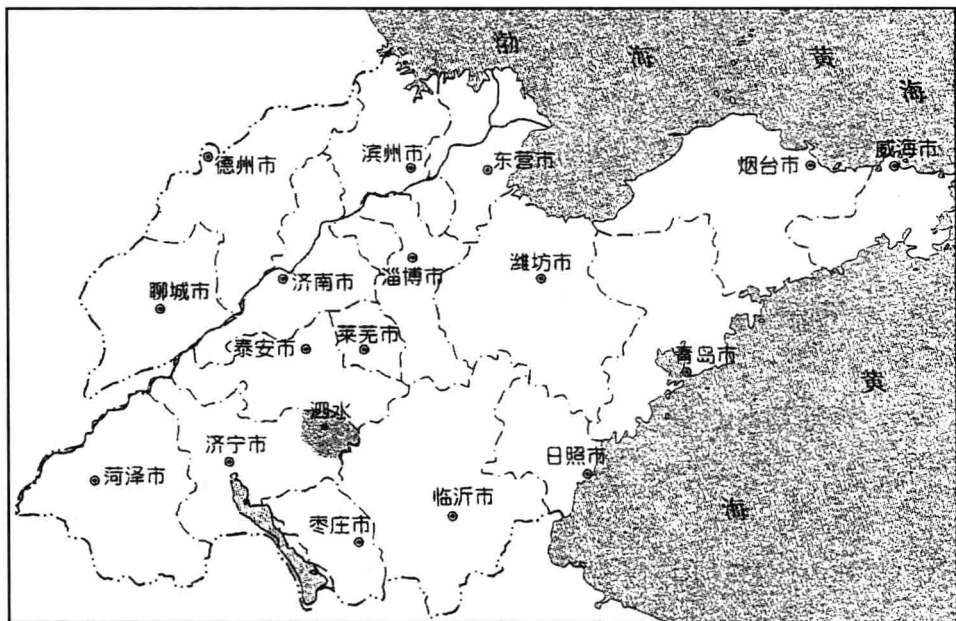 渤海
黄海
德州市
滨州市
东营市
烟台市
威海市
聊城市
济南市
淄博市
潍坊市
泰安市
莱芜市
青岛市
黄海
泗水
济宁市
日照市
菏泽市
枣庄市
临沂市